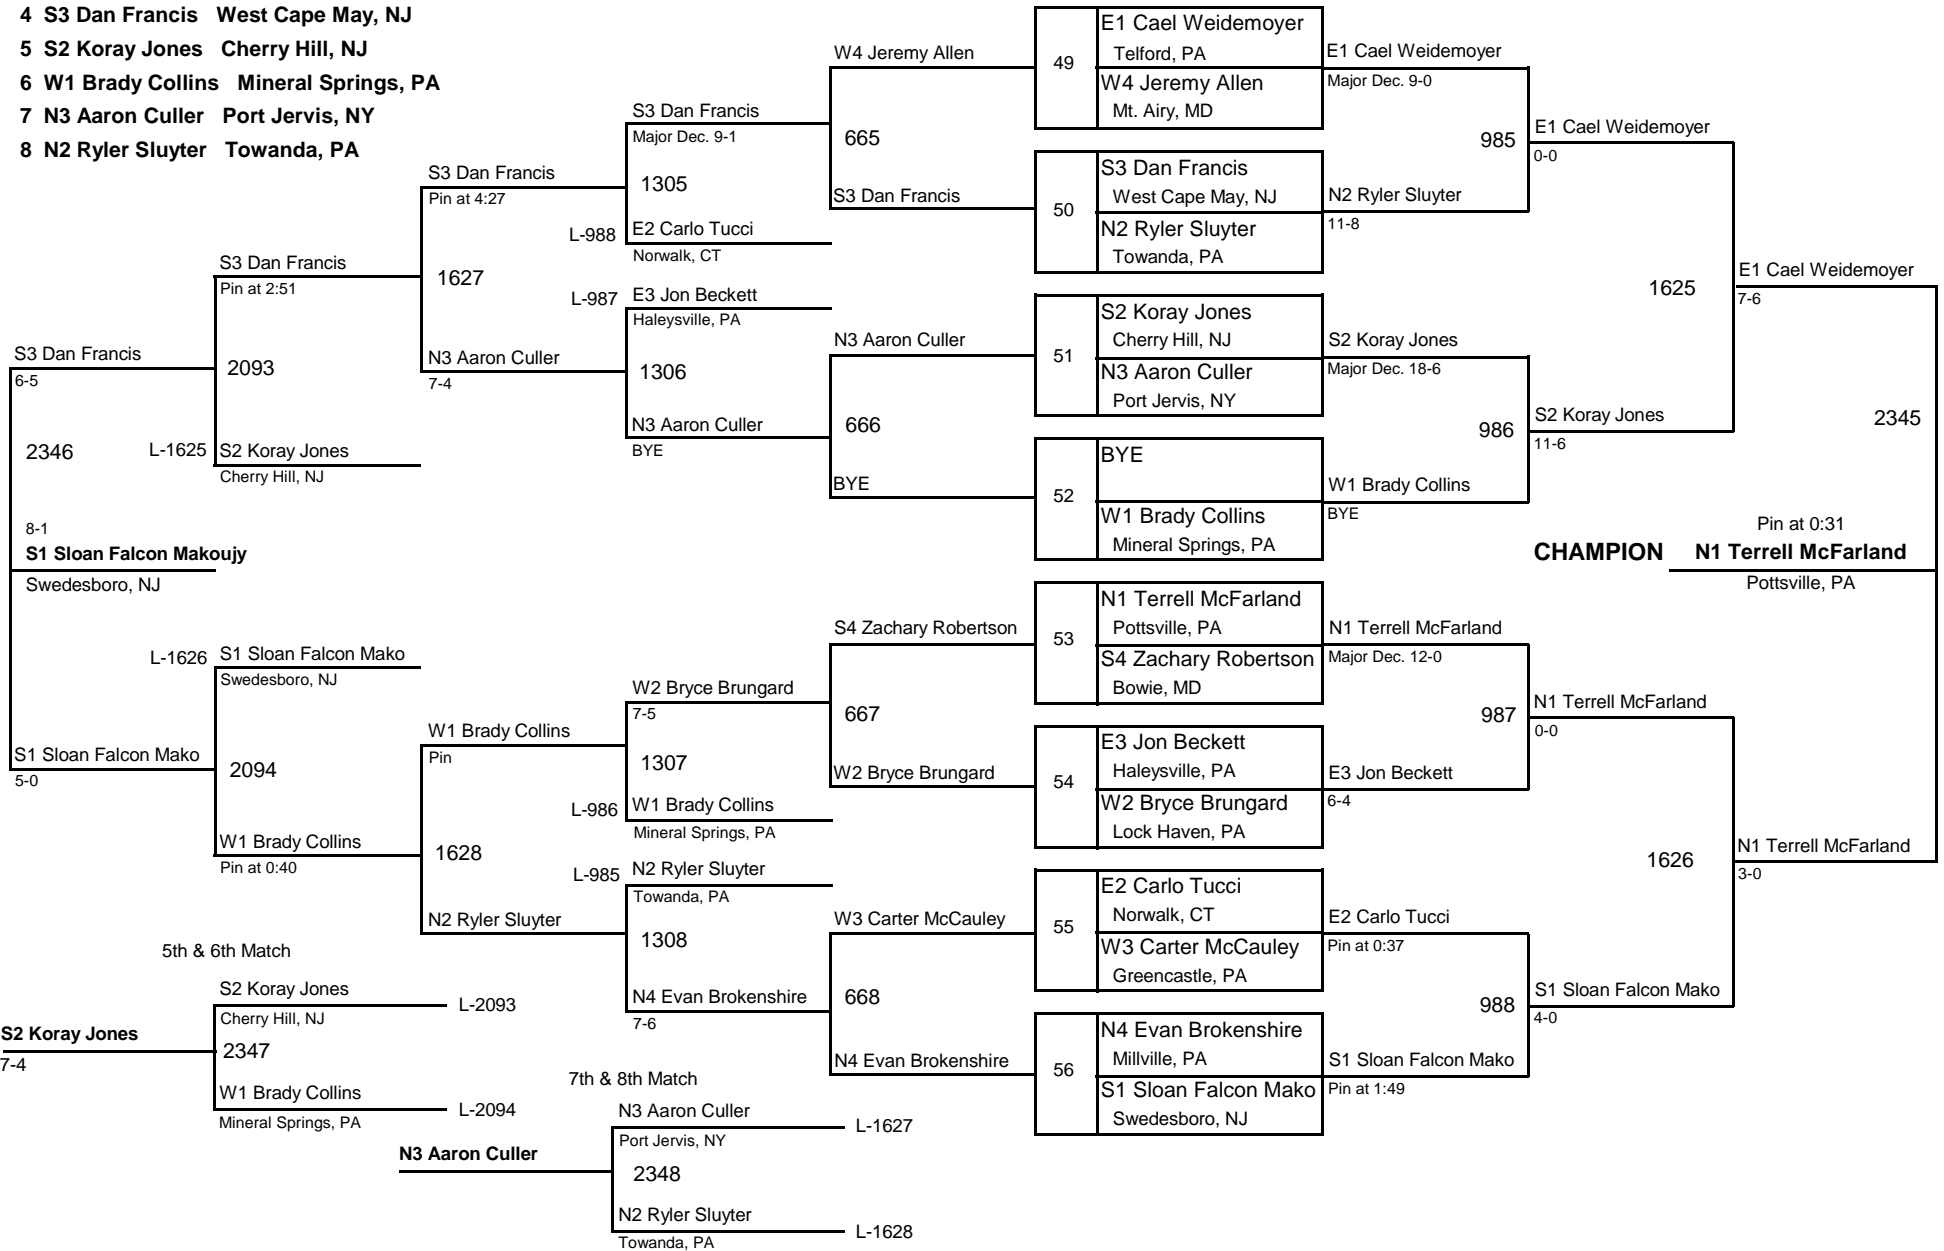 4 S3 Dan Francis West Cape May, NJ
5 S2 Koray Jones Cherry Hill, NJ
6 W1 Brady Collins Mineral Springs, PA
7 N3 Aaron Culler Port Jervis, NY
8 N2 Ryler Sluyter Towanda, PA
S3 Dan Francis
6-5
2346
8-1
S1 Sloan Falcon Makoujy
Swedesboro, NJ
S1 Sloan Falcon Mako
5-0
S3 Dan Francis
Pin at 2:51
2093
L-1625
S2 Koray Jones
Cherry Hill, NJ
L-1626
S1 Sloan Falcon Mako
Swedesboro, NJ
2094
W1 Brady Collins
Pin at 0:40
5th & 6th Match
S2 Koray Jones
L-2093
Cherry Hill, NJ
S2 Koray Jones
7-4
2347
W1 Brady Collins
L-2094
Mineral Springs, PA
S3 Dan Francis
Pin at 4:27
1627
N3 Aaron Culler
7-4
W1 Brady Collins
Pin
1628
N2 Ryler Sluyter
S3 Dan Francis
Major Dec. 9-1
1305
L-988
E2 Carlo Tucci
Norwalk, CT
L-987
E3 Jon Beckett
Haleysville, PA
1306
N3 Aaron Culler
BYE
W2 Bryce Brungard
7-5
1307
L-986
W1 Brady Collins
Mineral Springs, PA
L-985
N2 Ryler Sluyter
Towanda, PA
1308
N4 Evan Brokenshire
7-6
7th & 8th Match
N3 Aaron Culler
L-1627
Port Jervis, NY
N3 Aaron Culler
2348
N2 Ryler Sluyter
L-1628
Towanda, PA
W4 Jeremy Allen
665
S3 Dan Francis
N3 Aaron Culler
666
BYE
S4 Zachary Robertson
667
W2 Bryce Brungard
W3 Carter McCauley
668
N4 Evan Brokenshire
49
E1 Cael Weidemoyer
Telford, PA
W4 Jeremy Allen
Mt. Airy, MD
50
S3 Dan Francis
West Cape May, NJ
N2 Ryler Sluyter
Towanda, PA
51
S2 Koray Jones
Cherry Hill, NJ
N3 Aaron Culler
Port Jervis, NY
52
BYE
W1 Brady Collins
Mineral Springs, PA
53
N1 Terrell McFarland
Pottsville, PA
S4 Zachary Robertson
Bowie, MD
54
E3 Jon Beckett
Haleysville, PA
W2 Bryce Brungard
Lock Haven, PA
55
E2 Carlo Tucci
Norwalk, CT
W3 Carter McCauley
Greencastle, PA
56
N4 Evan Brokenshire
Millville, PA
S1 Sloan Falcon Mako
Swedesboro, NJ
E1 Cael Weidemoyer
Major Dec. 9-0
985
N2 Ryler Sluyter
11-8
S2 Koray Jones
Major Dec. 18-6
986
W1 Brady Collins
BYE
N1 Terrell McFarland
Major Dec. 12-0
987
E3 Jon Beckett
6-4
E2 Carlo Tucci
Pin at 0:37
988
S1 Sloan Falcon Mako
Pin at 1:49
E1 Cael Weidemoyer
0-0
1625
S2 Koray Jones
11-6
N1 Terrell McFarland
0-0
1626
S1 Sloan Falcon Mako
4-0
E1 Cael Weidemoyer
7-6
2345
Pin at 0:31
CHAMPION N1 Terrell McFarland
Pottsville, PA
N1 Terrell McFarland
3-0